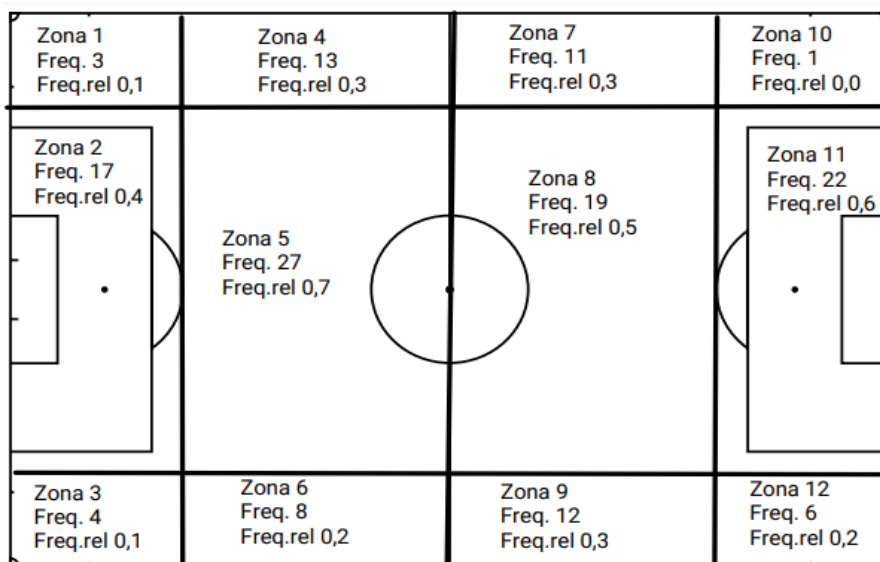 Zona 1
Freq. 3
Freq.rel 0,1
Zona 4
Freq. 13
Freq.rel 0,3
Zona 7
Freq. 11
Freq.rel 0,3
Zona 10
Freq. 1
Freq.rel 0,0
Zona 2
Freq. 17
Freq.rel 0,4
Zona 5
Freq. 27
Freq.rel 0,7
Zona 8
Freq. 19
Freq.rel 0,5
Zona 11
Freq. 22
Freq.rel 0,6
Zona 3
Freq. 4
Freq.rel 0,1
Zona 6
Freq. 8
Freq.rel 0,2
Zona 9
Freq. 12
Freq.rel 0,3
Zona 12
Freq. 6
Freq.rel 0,2